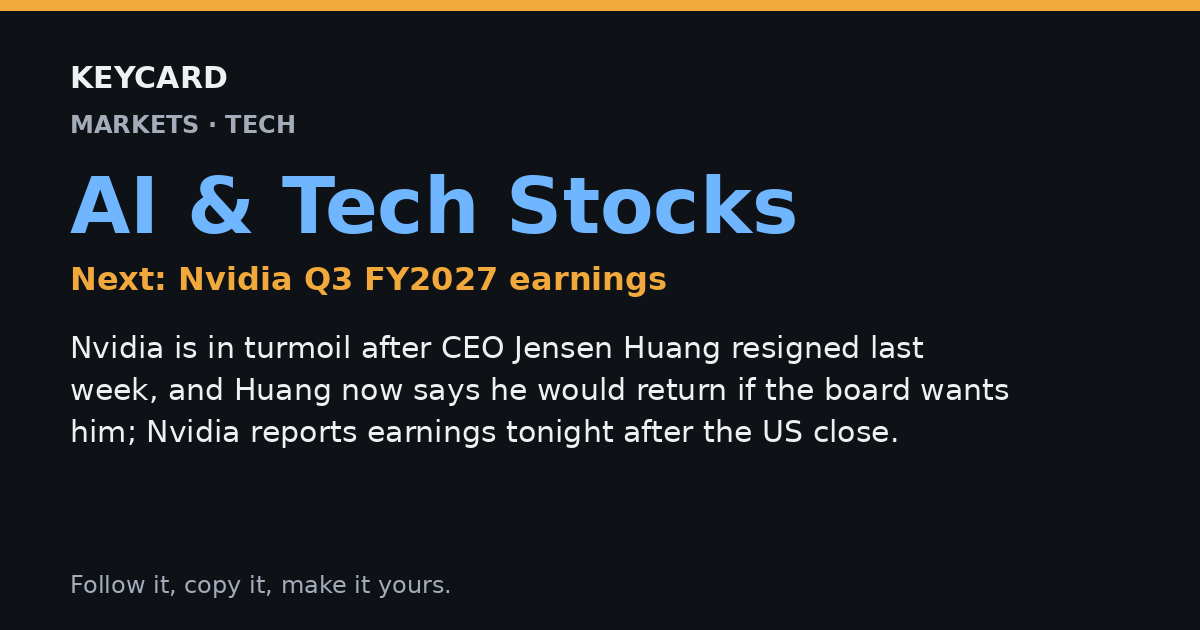 KEYCARD
MARKETS · TECH
AI & Tech Stocks
Next: Nvidia Q3 FY2027 earnings
Nvidia is in turmoil after CEO Jensen Huang resigned last
week, and Huang now says he would return if the board wants
him; Nvidia reports earnings tonight after the US close.
Follow it, copy it, make it yours.